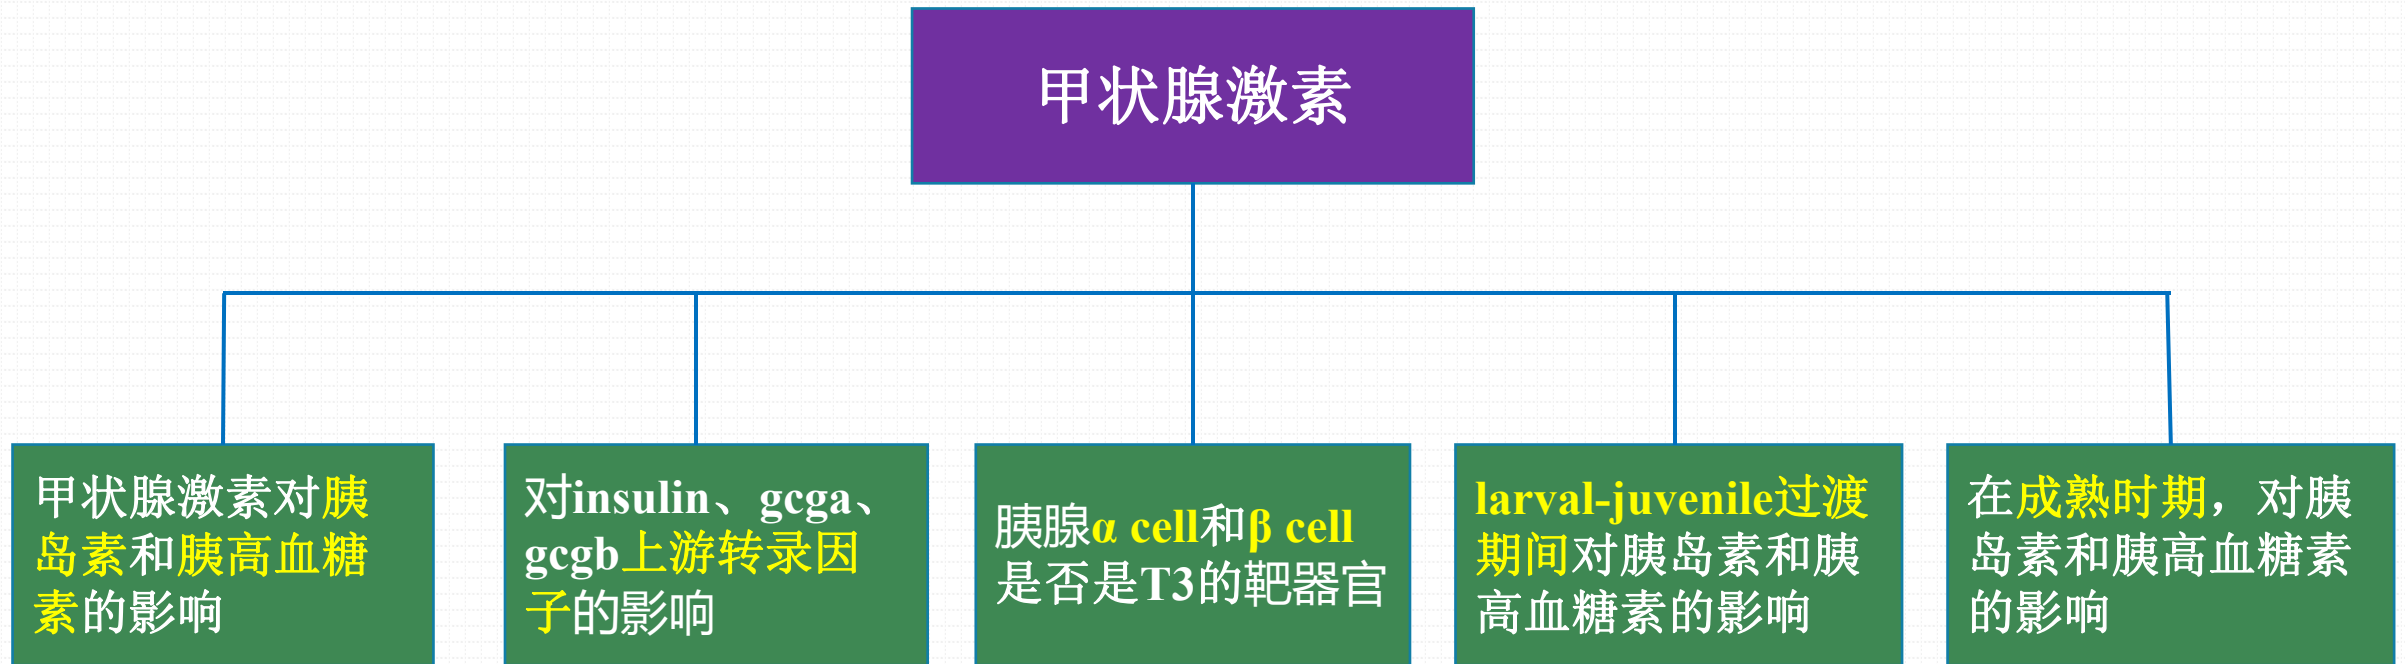 甲状腺激素
甲状腺激素对胰
岛素和胰高血糖
素的影响
对insulin、gcga、
gcgb上游转录因
子的影响
胰腺α cell和β cell
是否是T3的靶器官
larval-juvenile过渡
期间对胰岛素和胰
高血糖素的影响
在成熟时期，对胰
岛素和胰高血糖素
的影响